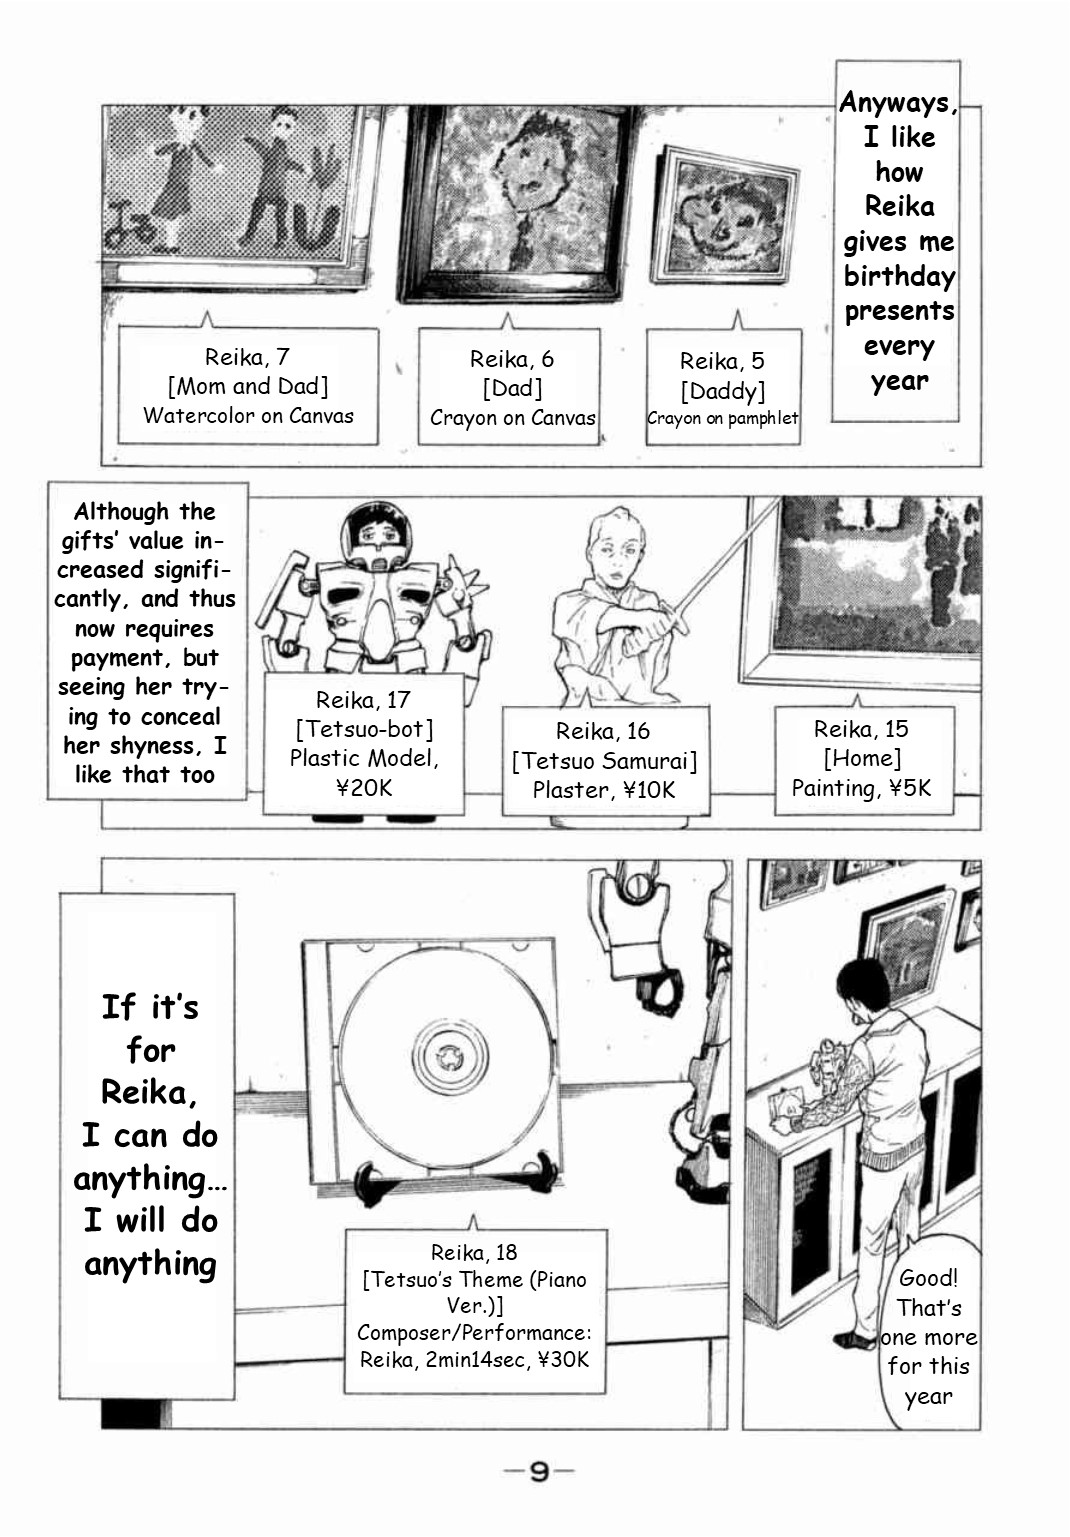 Anyways,
I like
how
Reika
gives me
birthday
presents
every
year
Reika, 5
[Daddy]
Crayon on pamphlet
Reika, 6
[Dad]
Crayon on Canvas
Reika, 7
[Mom and Dad]
Watercolor on Canvas
Reika, 15
[Home]
Painting, ¥5K
Reika, 16
[Tetsuo Samurai]
Plaster, ¥10K
Reika, 17
[Tetsuo-bot]
Plastic Model,
¥20K
Although the
gifts' value in-
creased signifi-
cantly, and thus
now requires
payment, but
seeing her try-
ing to conceal
her shyness, I
like that too
Good!
That's
one more
for this
year
Reika, 18
[Tetsuo's Theme (Piano
Ver.)]
Composer/Performance:
Reika, 2min14sec, ¥30K
If it's
for
Reika,
I can do
anything...
I will do
anything
—9—